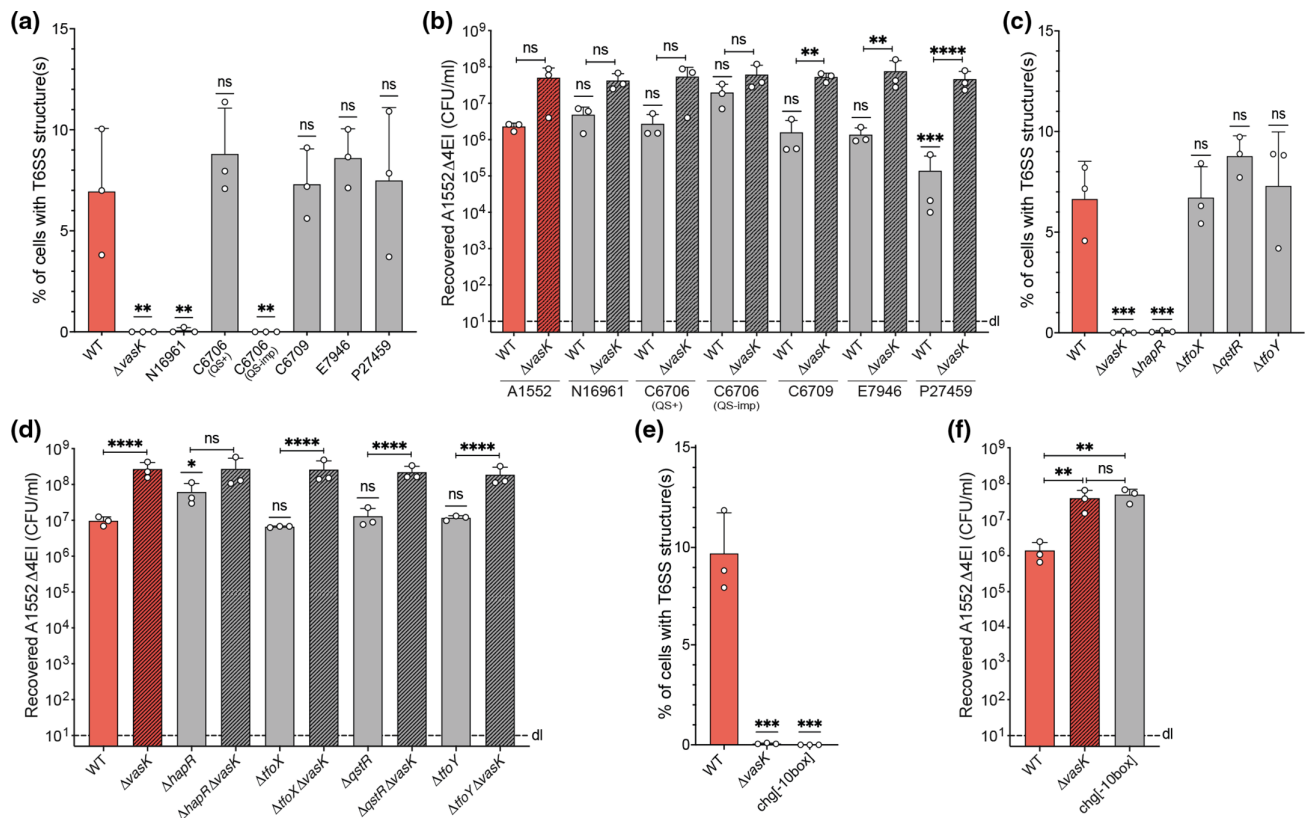 (a)
% of cells with T6SS structure(s)
15
10
5
0
ns
ns
ns
ns
**
**
**
WT
ΔvasK
N16961
C6706
(QS+)
C6706
(QS-imp)
C6709
E7946
P27459
(b)
Recovered A1552Δ4EI (CFU/ml)
10⁹
10⁸
10⁷
10⁶
10⁵
10⁴
10³
10²
10¹
ns
ns
ns
ns
**
**
****
ns
ns
ns
ns
ns
***
dl
WT
ΔvasK
WT
ΔvasK
WT
ΔvasK
WT
ΔvasK
WT
ΔvasK
WT
ΔvasK
WT
ΔvasK
A1552
N16961
C6706
(QS+)
C6706
(QS-imp)
C6709
E7946
P27459
(c)
% of cells with T6SS structure(s)
15
10
5
0
***
***
ns
ns
ns
WT
ΔvasK
ΔhapR
ΔtfoX
ΔqstR
ΔtfoY
(d)
Recovered A1552Δ4EI (CFU/ml)
10⁹
10⁸
10⁷
10⁶
10⁵
10⁴
10³
10²
10¹
****
ns
****
****
****
*
ns
ns
ns
dl
WT
ΔvasK
ΔhapR
ΔhapRΔvasK
ΔtfoX
ΔtfoXΔvasK
ΔqstR
ΔqstRΔvasK
ΔtfoY
ΔtfoYΔvasK
(e)
% of cells with T6SS structure(s)
15
10
5
0
***
***
WT
ΔvasK
chg[-10box]
(f)
Recovered A1552Δ4EI (CFU/ml)
10⁹
10⁸
10⁷
10⁶
10⁵
10⁴
10³
10²
10¹
**
**
ns
dl
WT
ΔvasK
chg[-10box]